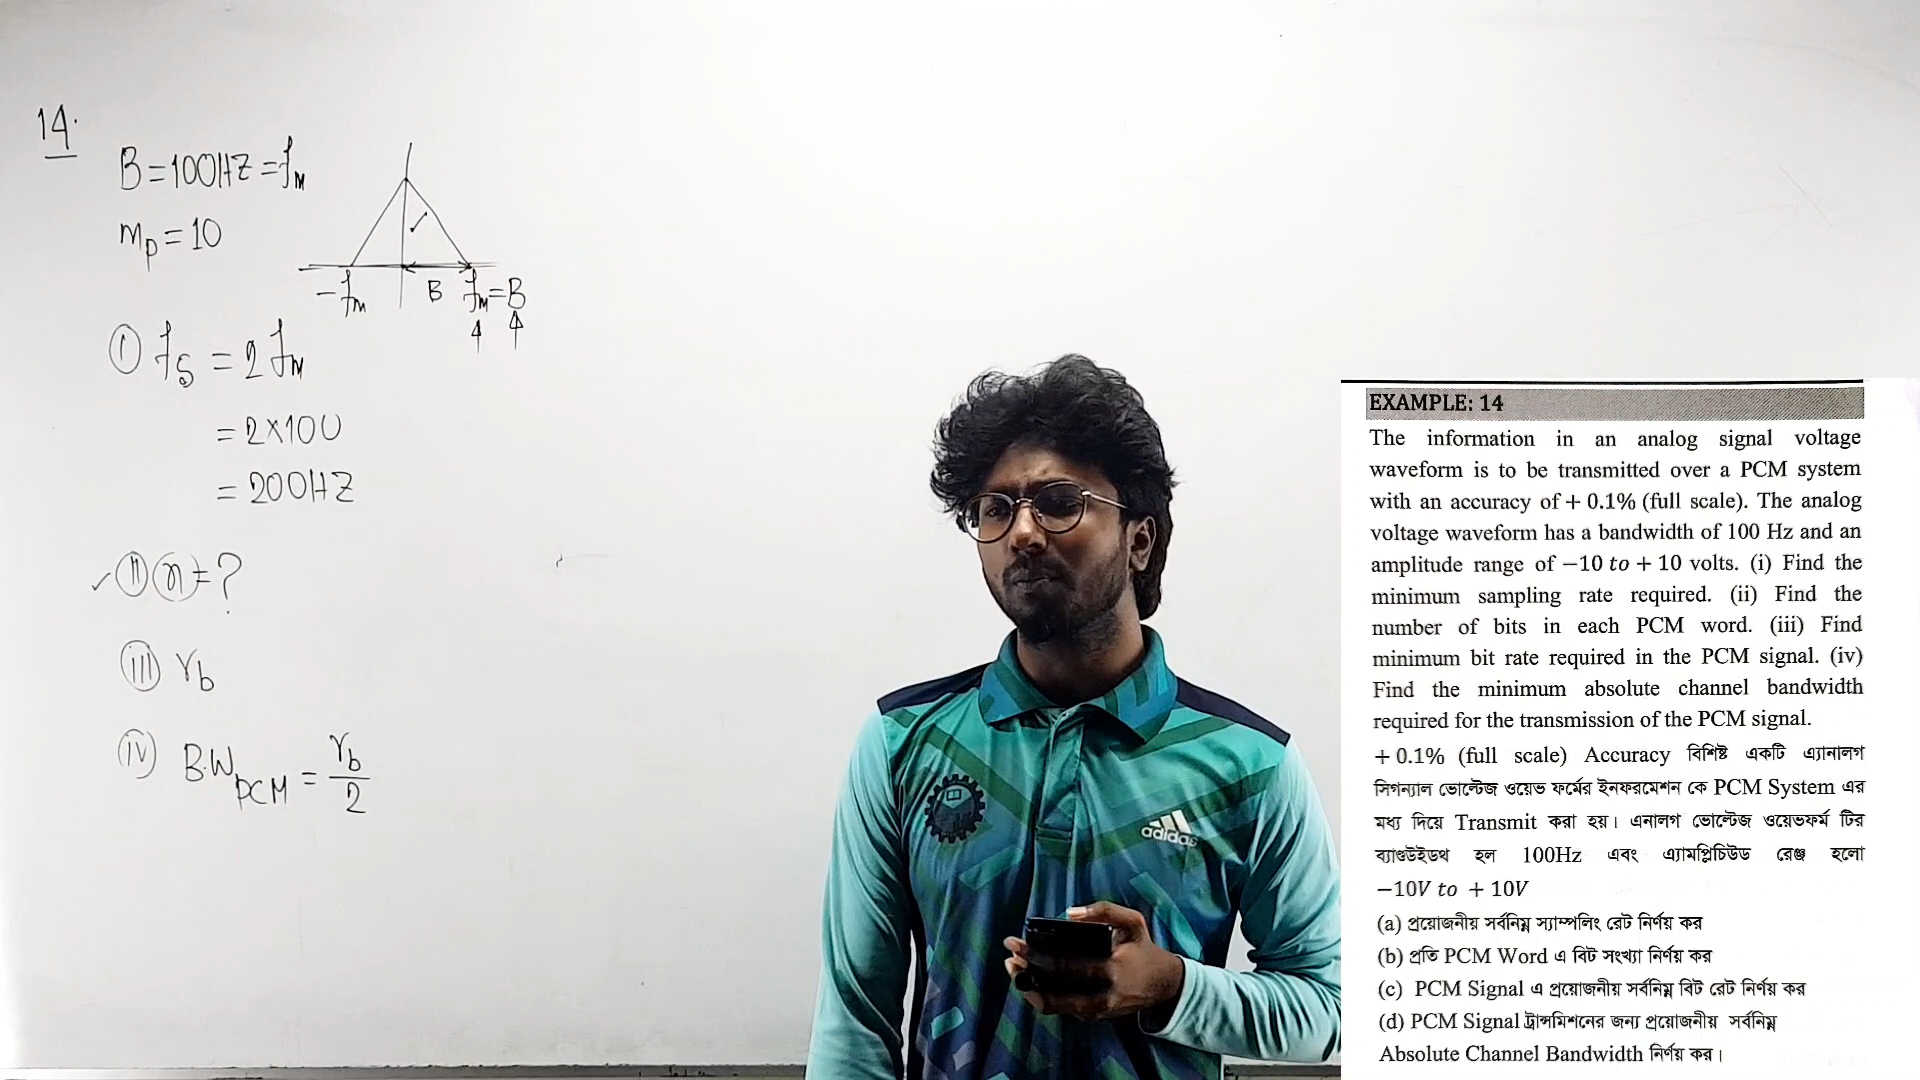 14.
B = 100HZ = fm
mp = 10
-fm B fm = B
(i) fs = 2 fm
= 2×100
= 200HZ
✓ (ii) (n) = ?
(iii) rb
(iv) B.W PCM = rb/2
adidas
EXAMPLE: 14
The information in an analog signal voltage
waveform is to be transmitted over a PCM system
with an accuracy of + 0.1% (full scale). The analog
voltage waveform has a bandwidth of 100 Hz and an
amplitude range of −10 to + 10 volts. (i) Find the
minimum sampling rate required. (ii) Find the
number of bits in each PCM word. (iii) Find
minimum bit rate required in the PCM signal. (iv)
Find the minimum absolute channel bandwidth
required for the transmission of the PCM signal.
+ 0.1% (full scale) Accuracy বিশিষ্ট একটি এ্যানালগ
সিগন্যাল ভোল্টেজ ওয়েভ ফর্মের ইনফরমেশন কে PCM System এর
মধ্য দিয়ে Transmit করা হয়। এনালগ ভোল্টেজ ওয়েভফর্ম টির
ব্যাণ্ডউইডথ হল 100Hz এবং এ্যামপ্লিচিউড রেঞ্জ হলো
−10V to + 10V
(a) প্রয়োজনীয় সর্বনিম্ন স্যাম্পলিং রেট নির্ণয় কর
(b) প্রতি PCM Word এ বিট সংখ্যা নির্ণয় কর
(c) PCM Signal এ প্রয়োজনীয় সর্বনিম্ন বিট রেট নির্ণয় কর
(d) PCM Signal ট্রান্সমিশনের জন্য প্রয়োজনীয় সর্বনিম্ন
Absolute Channel Bandwidth নির্ণয় কর।